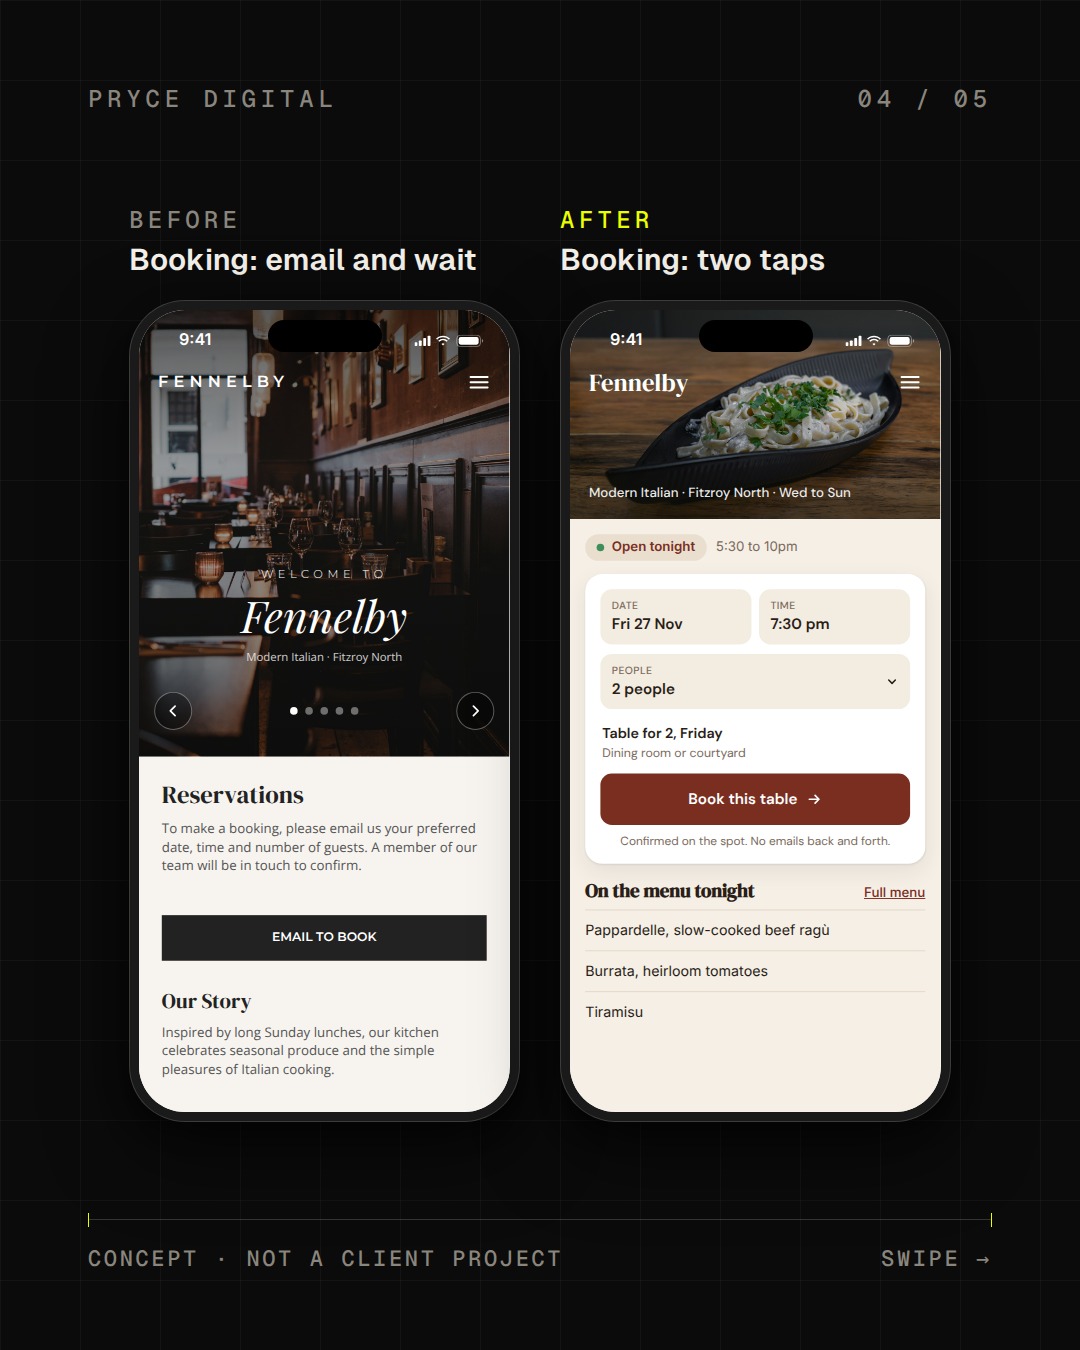 PRYCE DIGITAL
04 / 05
BEFORE
Booking: email and wait
9:41
FENNELBY
WELCOME TO
Fennelby
Modern Italian · Fitzroy North
Reservations
To make a booking, please email us your preferred
date, time and number of guests. A member of our
team will be in touch to confirm.
EMAIL TO BOOK
Our Story
Inspired by long Sunday lunches, our kitchen
celebrates seasonal produce and the simple
pleasures of Italian cooking.
AFTER
Booking: two taps
9:41
Fennelby
Modern Italian · Fitzroy North · Wed to Sun
Open tonight
5:30 to 10pm
DATE
Fri 27 Nov
TIME
7:30 pm
PEOPLE
2 people
Table for 2, Friday
Dining room or courtyard
Book this table →
Confirmed on the spot. No emails back and forth.
On the menu tonight
Full menu
Pappardelle, slow-cooked beef ragù
Burrata, heirloom tomatoes
Tiramisu
CONCEPT · NOT A CLIENT PROJECT
SWIPE →